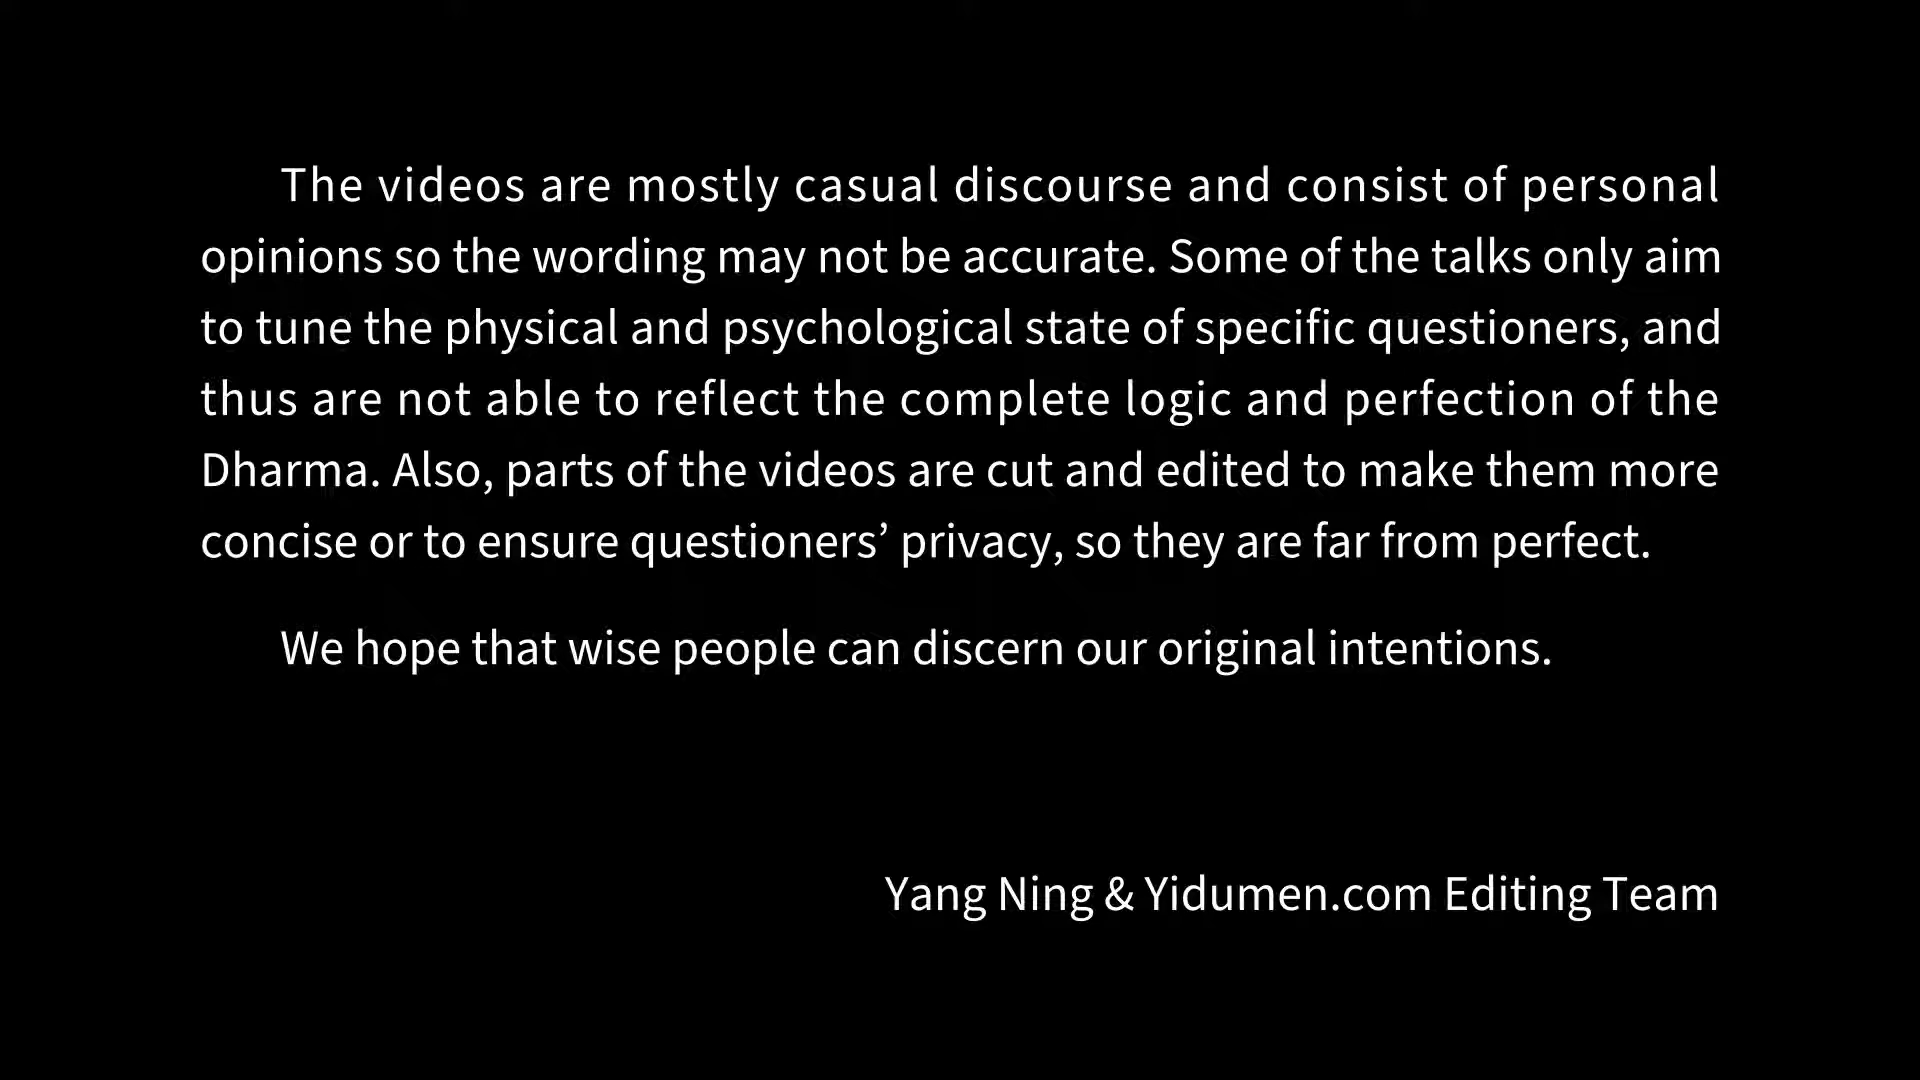 The videos are mostly casual discourse and consist of personal
opinions so the wording may not be accurate. Some of the talks only aim
to tune the physical and psychological state of specific questioners, and
thus are not able to reflect the complete logic and perfection of the
Dharma. Also, parts of the videos are cut and edited to make them more
concise or to ensure questioners’ privacy, so they are far from perfect.
We hope that wise people can discern our original intentions.
Yang Ning & Yidumen.com Editing Team